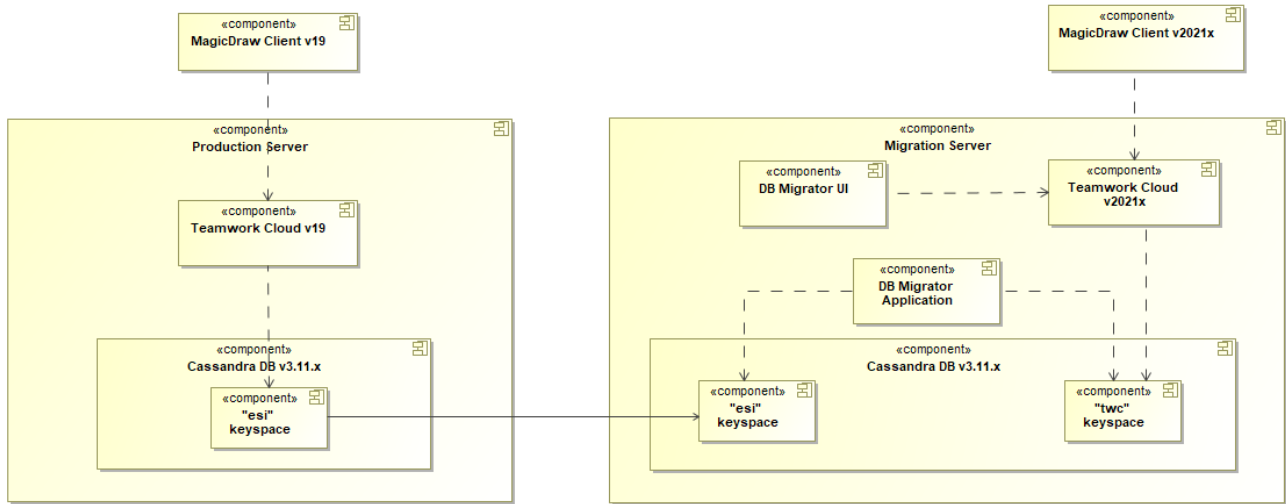 «component»
MagicDraw Client v19
«component»
MagicDraw Client v2021x
«component»
Production Server
«component»
Teamwork Cloud v19
«component»
Cassandra DB v3.11.x
«component»
"esi"
keyspace
«component»
Migration Server
«component»
DB Migrator UI
«component»
Teamwork Cloud
v2021x
«component»
DB Migrator
Application
«component»
Cassandra DB v3.11.x
«component»
"esi"
keyspace
«component»
"twc"
keyspace